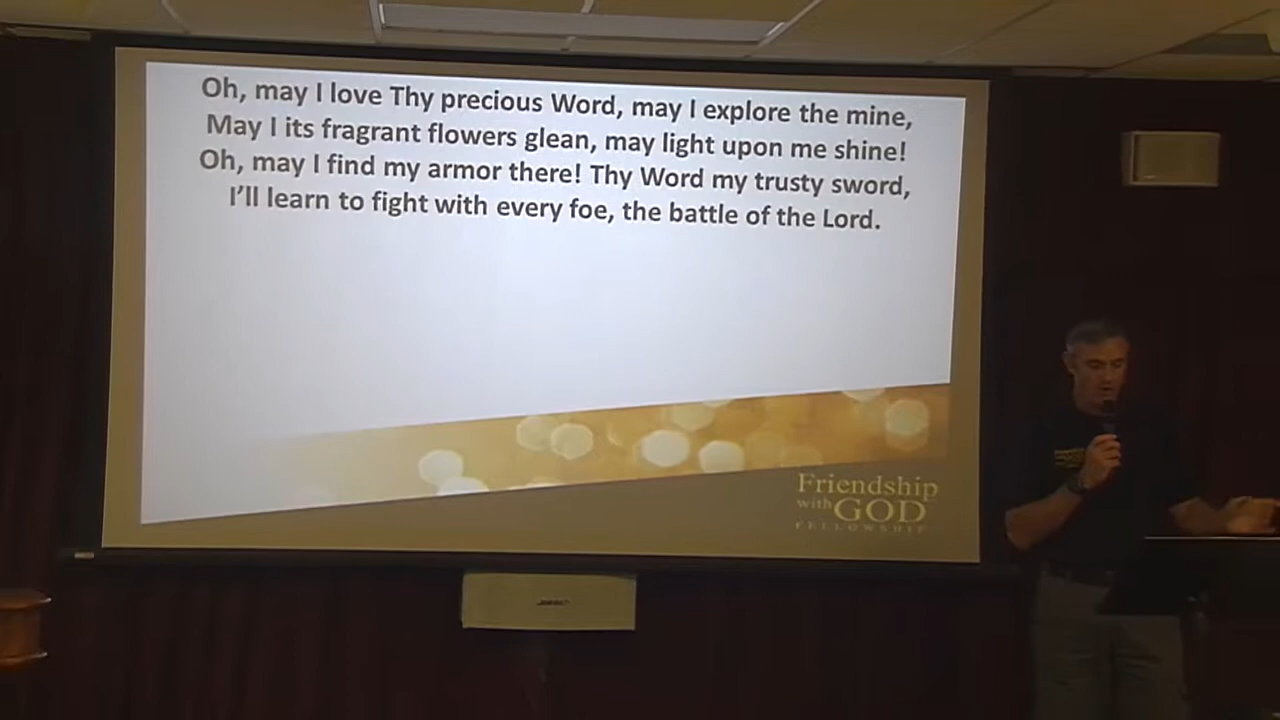 Oh, may I love Thy precious Word, may I explore the mine,
May I its fragrant flowers glean, may light upon me shine!
Oh, may I find my armor there! Thy Word my trusty sword,
I’ll learn to fight with every foe, the battle of the Lord.
Friendship
with GOD
FELLOWSHIP